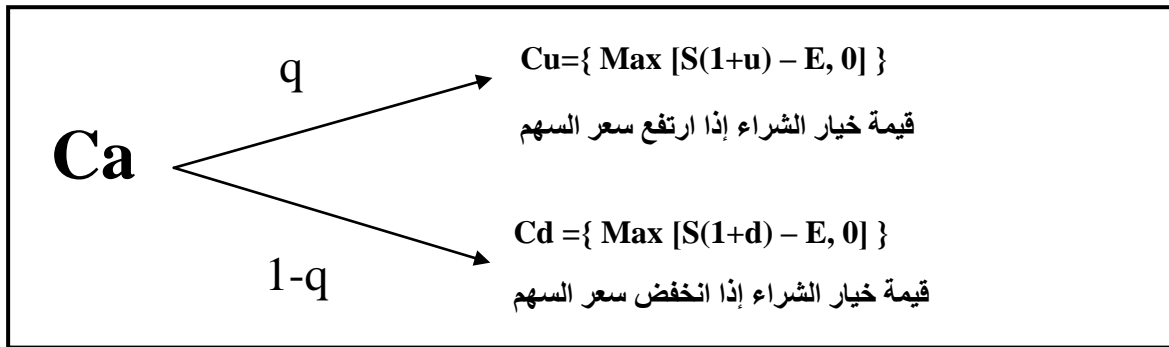 q
Cu={ Max [S(1+u) – E, 0] }
قيمة خيار الشراء إذا ارتفع سعر السهم
Ca
Cd ={ Max [S(1+d) – E, 0] }
1-q
قيمة خيار الشراء إذا انخفض سعر السهم